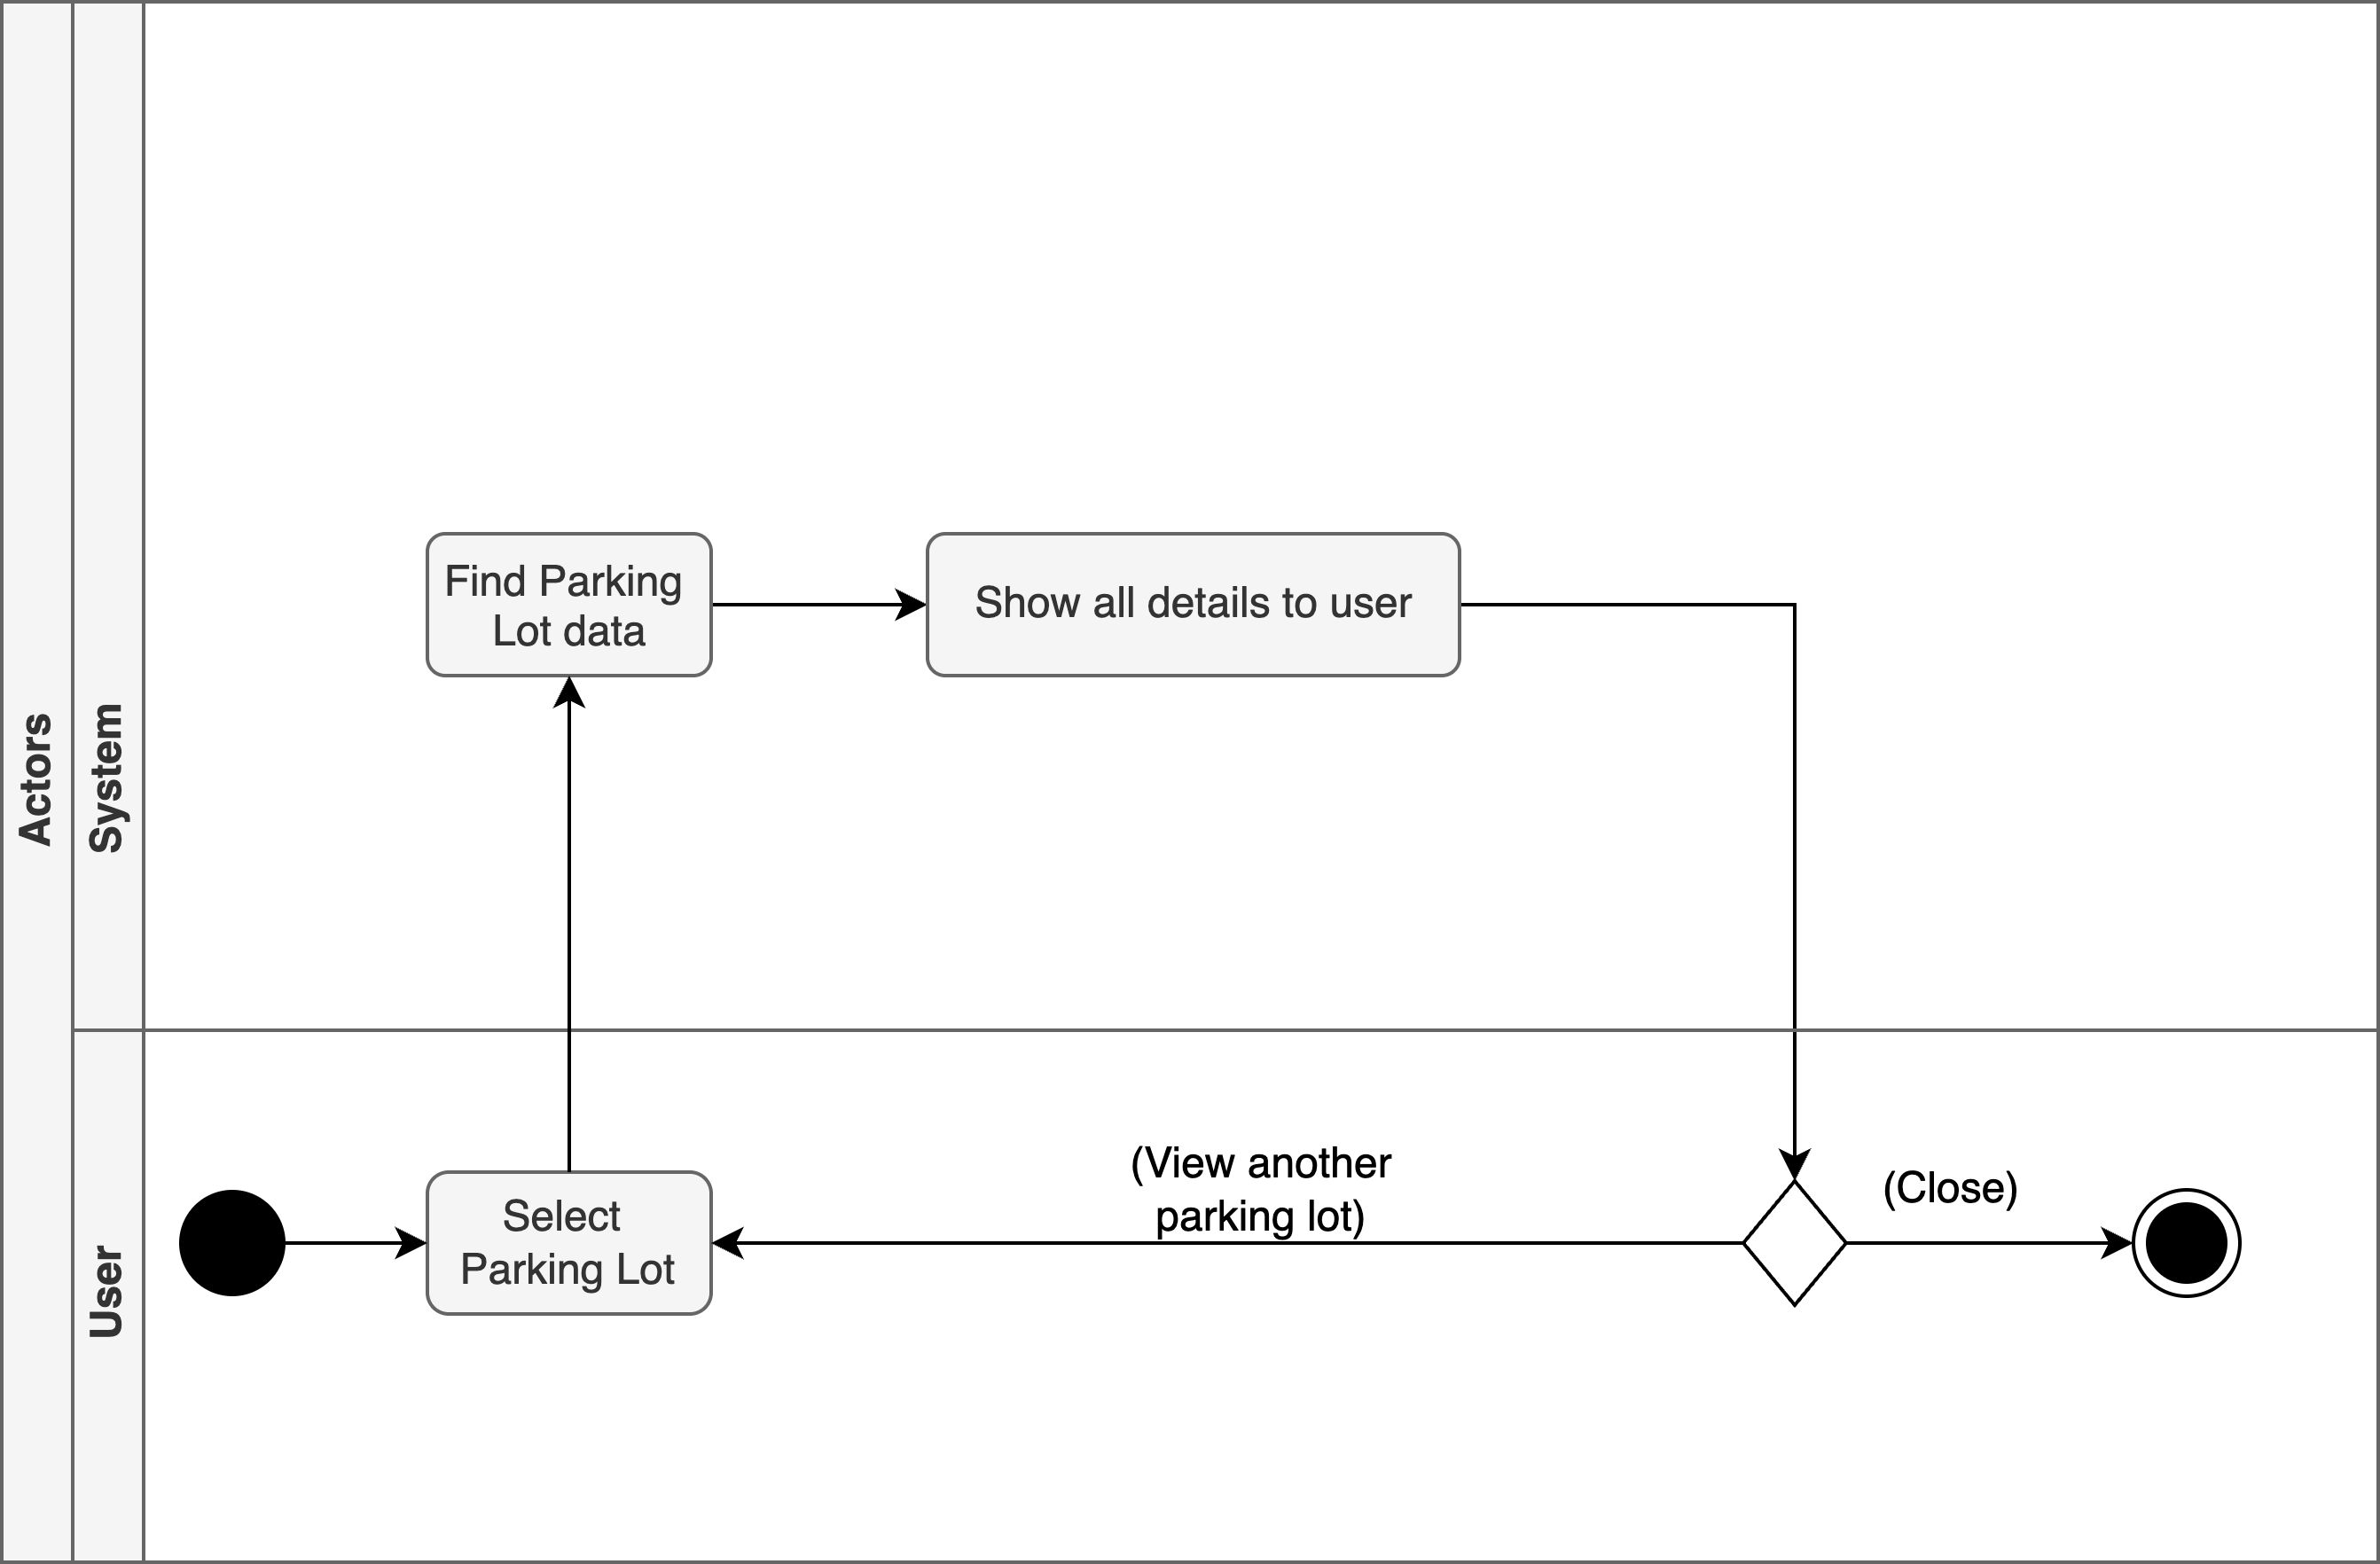 Actors
System
Find Parking
Lot data
Show all details to user
User
Select
Parking Lot
(View another
parking lot)
(Close)